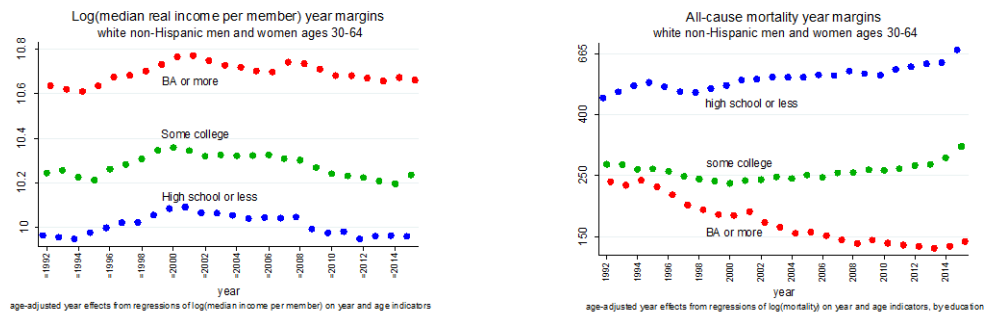 Log(median real income per member) year margins
white non-Hispanic men and women ages 30-64
10.8
10.6
10.4
10.2
10
BA or more
Some college
High school or less
=1992
=1994
=1996
=1998
=2000
=2002
=2004
=2006
=2008
=2010
=2012
=2014
year
age-adjusted year effects from regressions of log(median income per member) on year and age indicators
All-cause mortality year margins
white non-Hispanic men and women ages 30-64
665
400
250
150
high school or less
some college
BA or more
1992
1994
1996
1998
2000
2002
2004
2006
2008
2010
2012
2014
year
age-adjusted year effects from regressions of log(mortality) on year and age indicators, by education